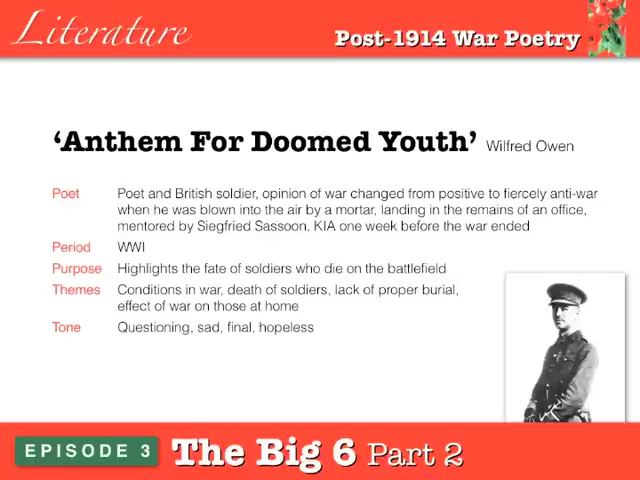 Literature
Post-1914 War Poetry
‘Anthem For Doomed Youth’ Wilfred Owen
Poet Poet and British soldier, opinion of war changed from positive to fiercely anti-war
when he was blown into the air by a mortar, landing in the remains of an office,
mentored by Siegfried Sassoon, KIA one week before the war ended
Period WWI
Purpose Highlights the fate of soldiers who die on the battlefield
Themes Conditions in war, death of soldiers, lack of proper burial,
effect of war on those at home
Tone Questioning, sad, final, hopeless
EPISODE 3 The Big 6 Part 2